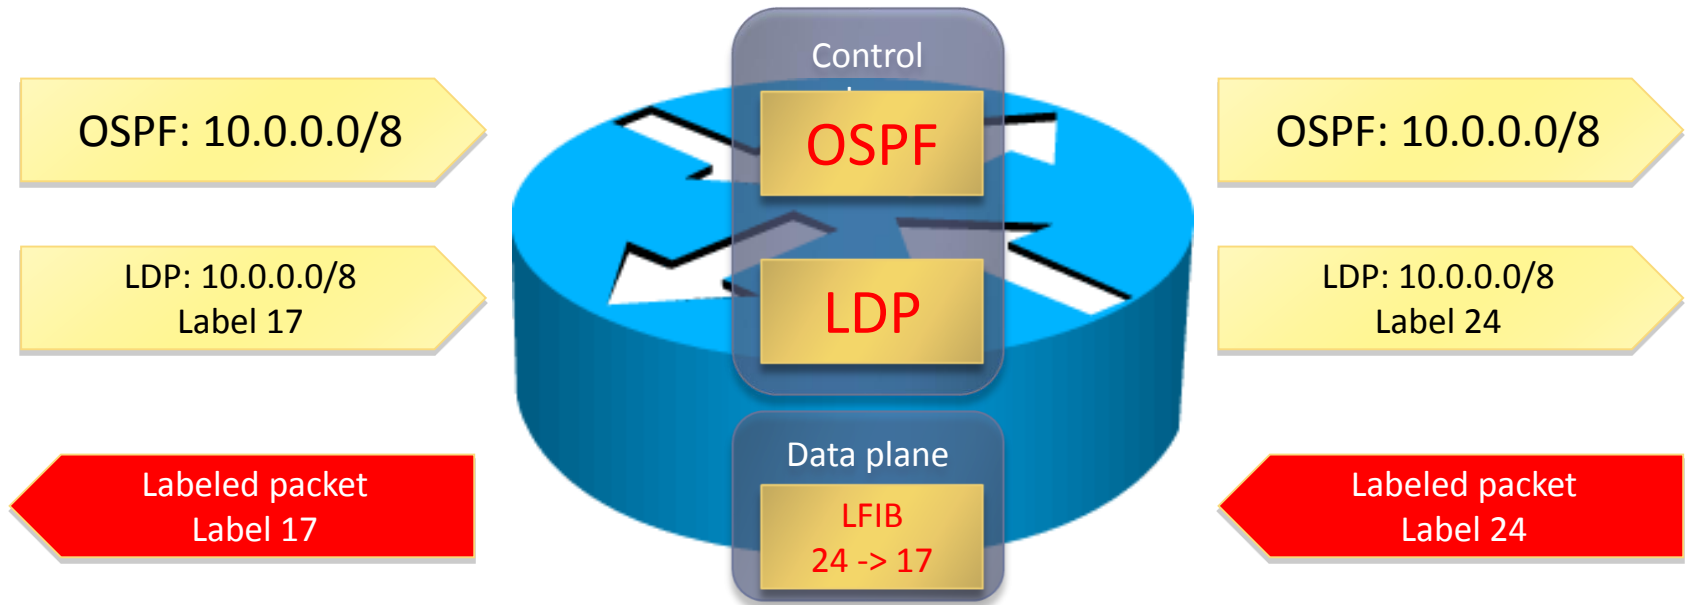 Control
OSPF: 10.0.0.0/8
OSPF
OSPF: 10.0.0.0/8
LDP: 10.0.0.0/8
Label 17
LDP
LDP: 10.0.0.0/8
Label 24
Data plane
Labeled packet
Label 17
LFIB
24 -> 17
Labeled packet
Label 24